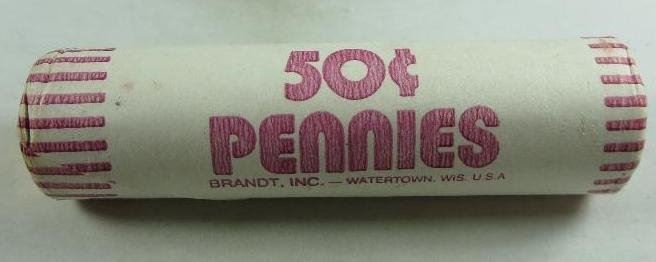 50¢
PENNIES
BRANDT, INC. — WATERTOWN, WIS. U.S.A